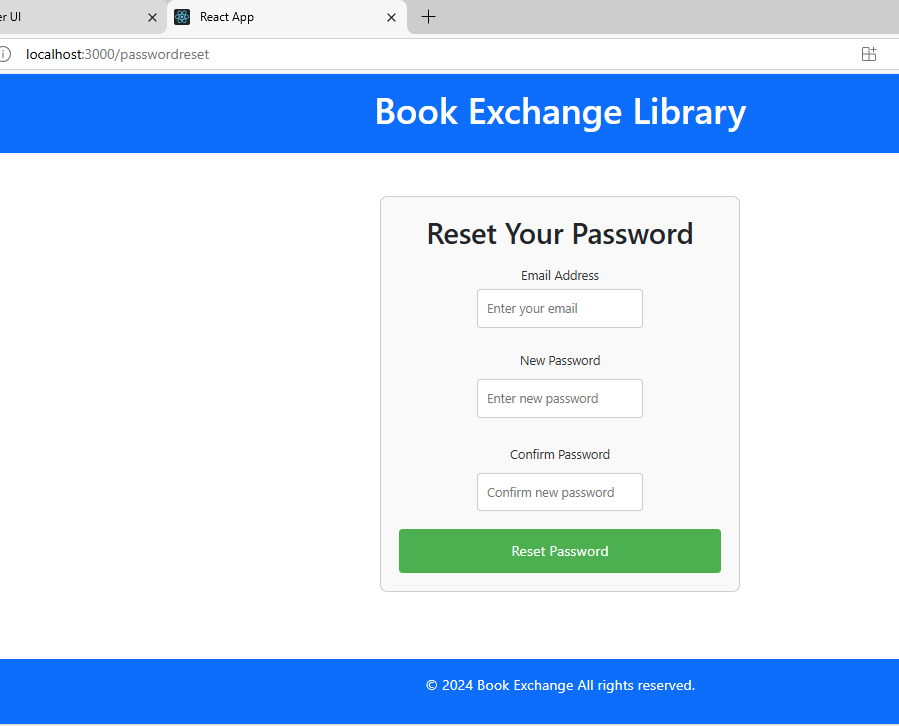 er UI
React App
localhost:3000/passwordreset
Book Exchange Library
Reset Your Password
Email Address
Enter your email
New Password
Enter new password
Confirm Password
Confirm new password
Reset Password
© 2024 Book Exchange All rights reserved.